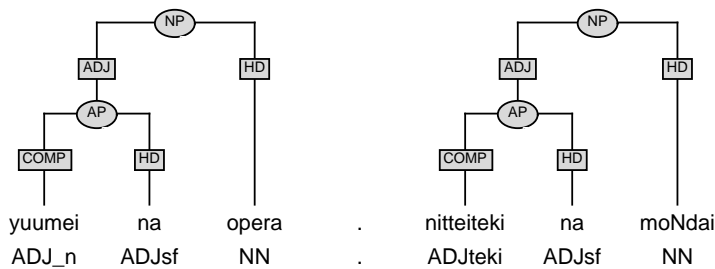 NP NP
ADJ HD ADJ HD
AP AP
COMP HD COMP HD
yuumei na opera . nitteiteki na moNdai
ADJ_n ADJsf NN . ADJteki ADJsf NN